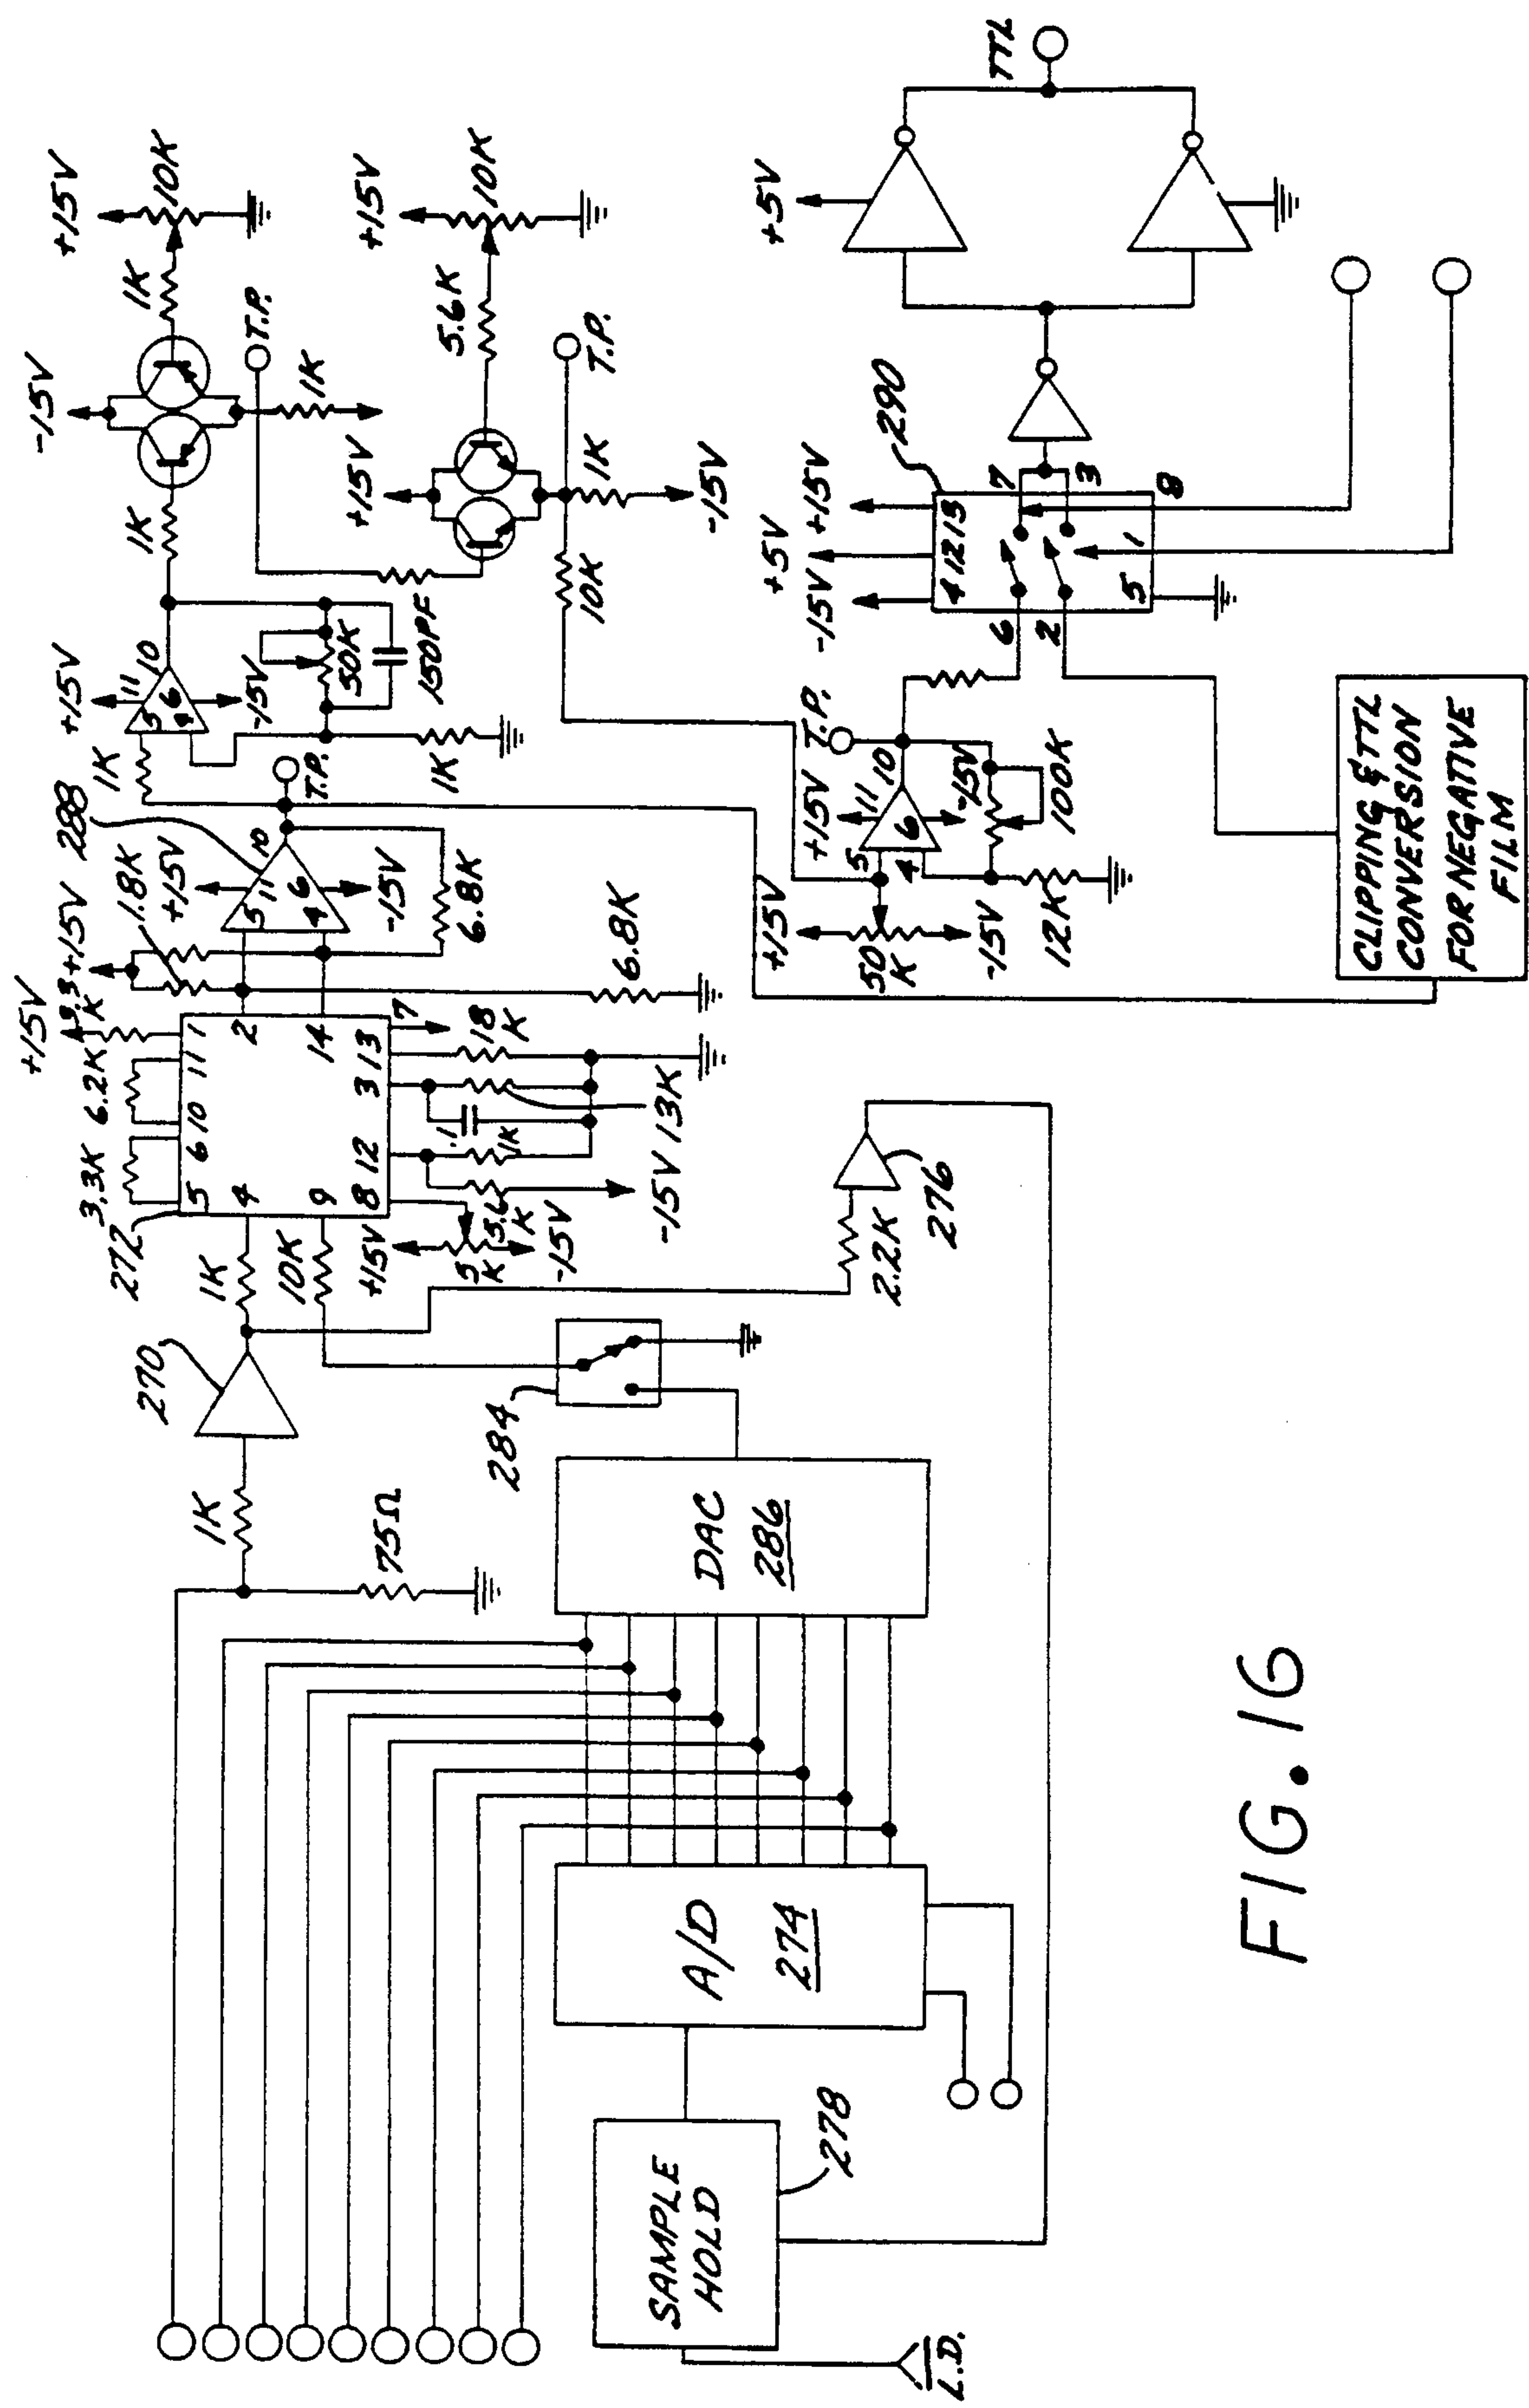 270
1K
75Ω
272
3.3K
6.2K
+15V
3.3
K
+15V
1.8K
288
5
6
10
11
1
4
2
9
14
8
12
3
13
7
1K
10K
+15V
5
K
5.6
K
-15V
.1
1K
-15V
13K
18
K
+15V
5
11
10
4
6
-15V
6.8K
6.8K
T.P.
1K
+15V
5
11
10
4
6
-15V
50K
150PF
1K
1K
-15V
1K
+15V
10K
T.P.
1K
+15V
5.6K
+15V
10K
T.P.
1K
-15V
10K
284
DAC
286
A/D
274
SAMPLE
HOLD
278
L.D.
2.2K
276
+15V
50
K
-15V
12K
+15V
T.P.
5
11
10
4
6
-15V
100K
-15V
+5V
+15V
290
4
12
13
6
7
2
3
5
1
8
+5V
TTL
CLIPPING & TTL
CONVERSION
FOR NEGATIVE
FILM
FIG. 16